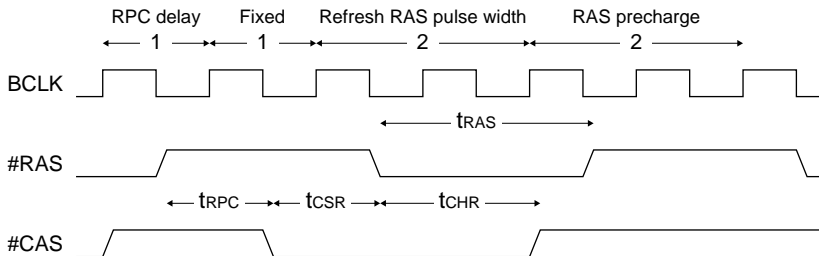 RPC delay Fixed Refresh RAS pulse width RAS precharge
1 1 2 2
BCLK
tRAS
#RAS
tRPC tCSR tCHR
#CAS